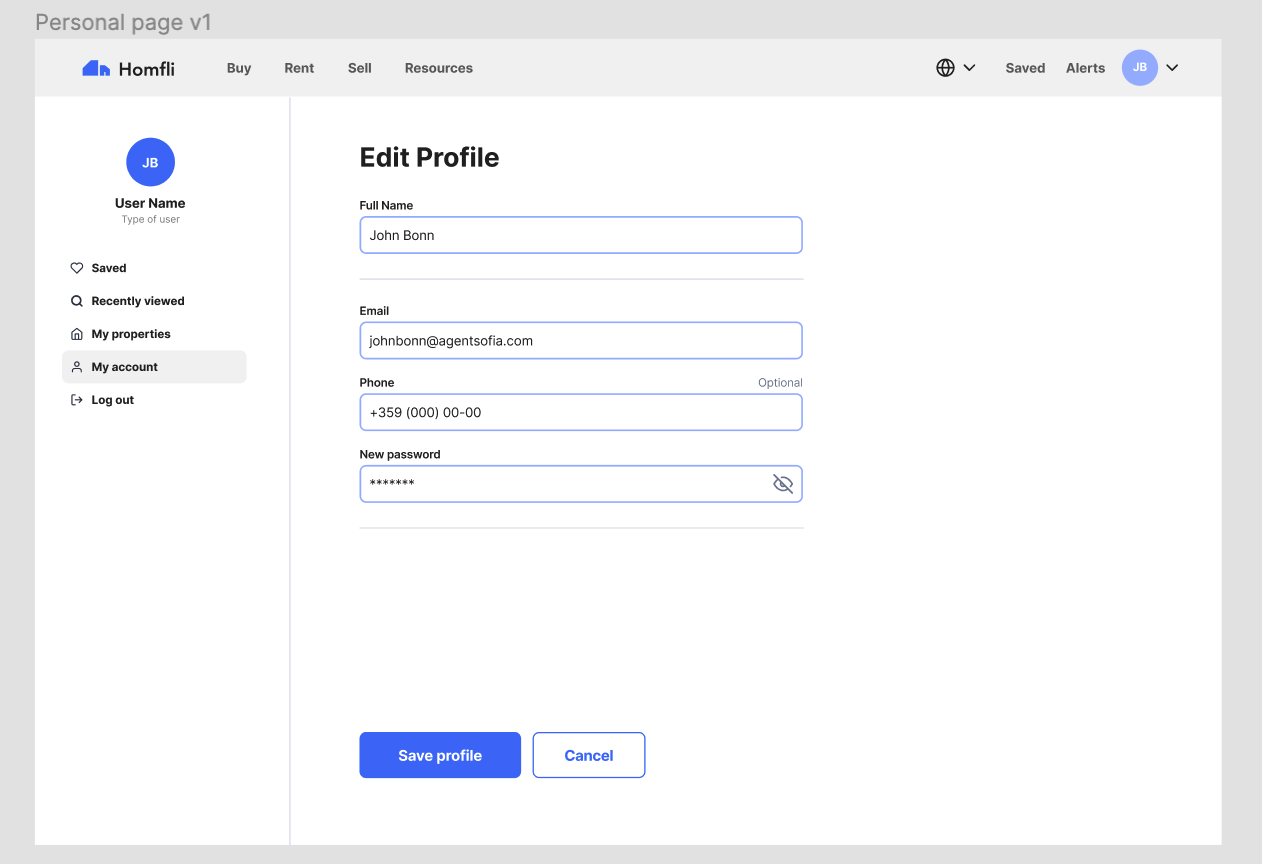 Personal page v1
Homfli
Buy
Rent
Sell
Resources
Saved
Alerts
JB
JB
User Name
Type of user
Saved
Recently viewed
My properties
My account
Log out
Edit Profile
Full Name
John Bonn
Email
johnbonn@agentsofia.com
Phone
Optional
+359 (000) 00-00
New password
*******
Save profile
Cancel